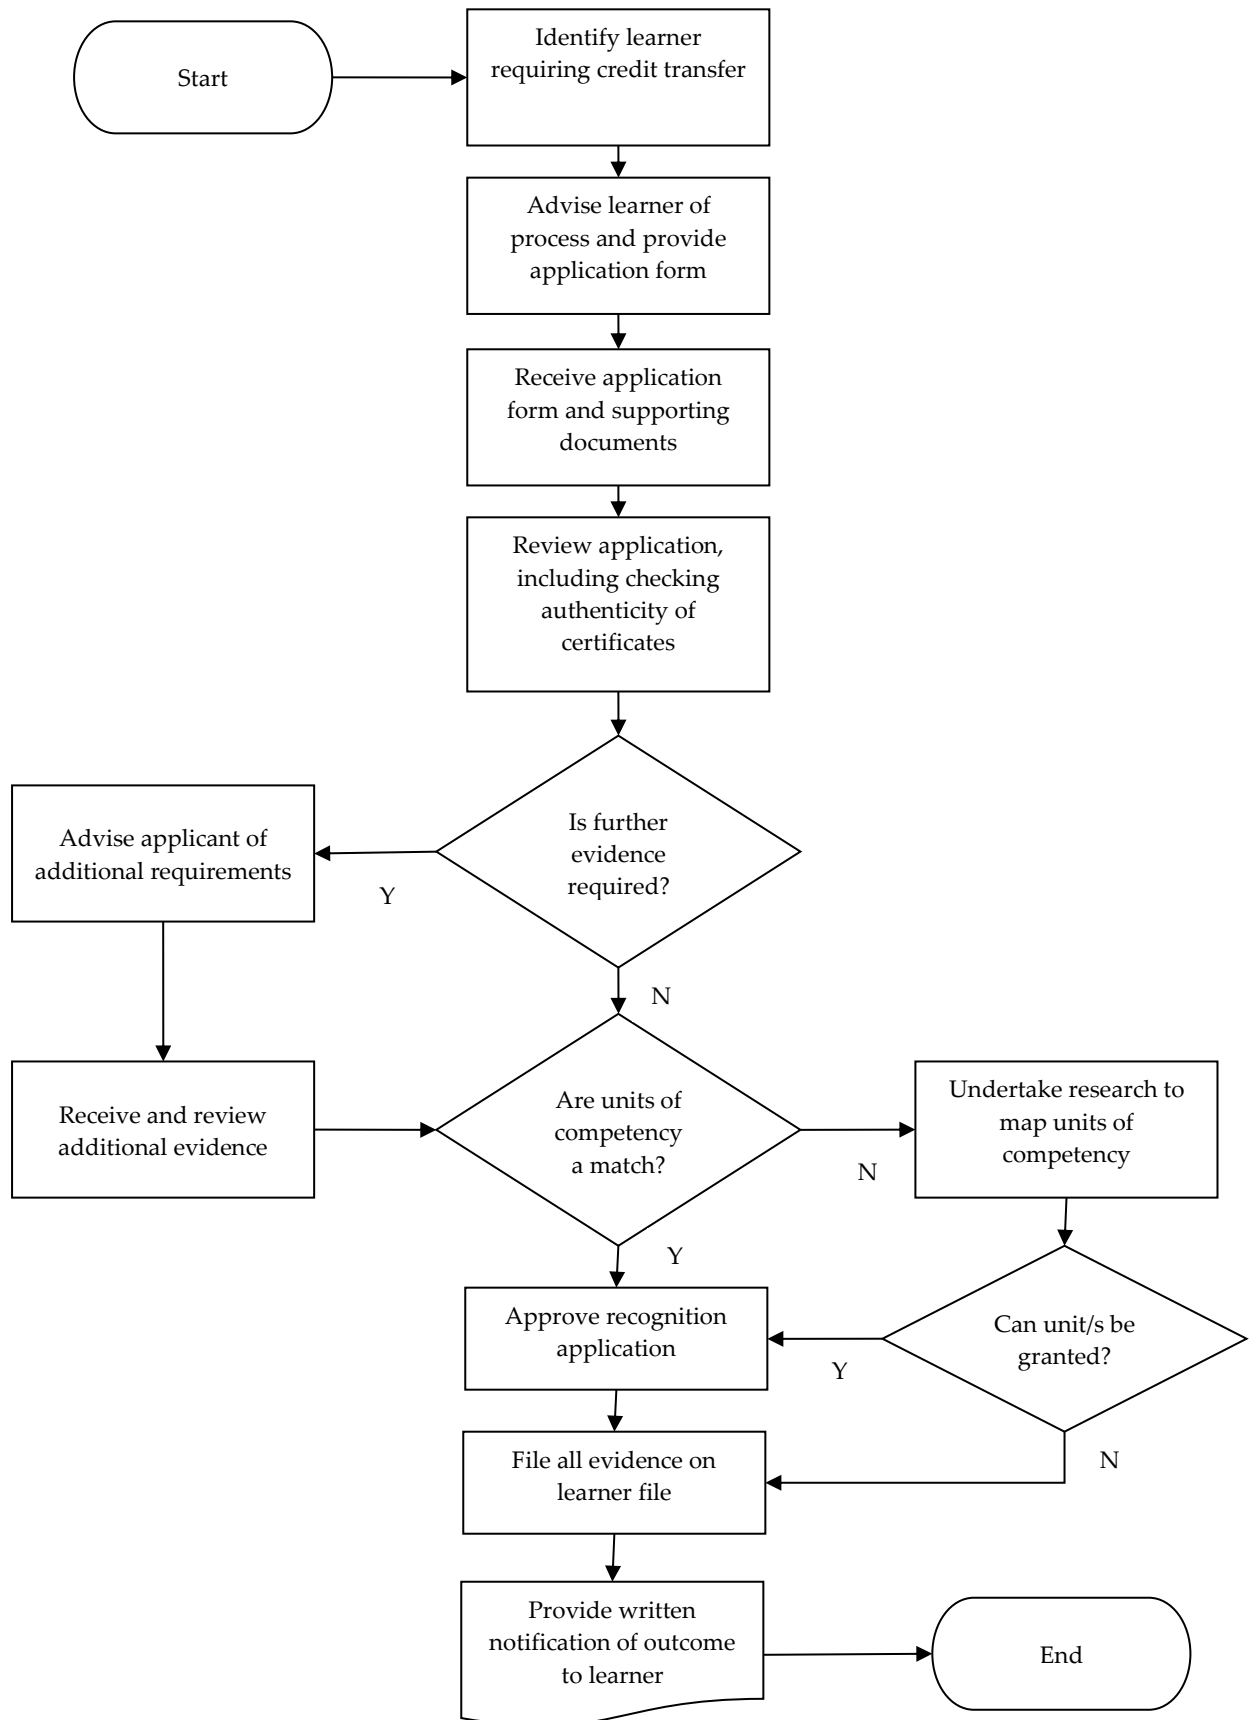 Start
Identify learner
requiring credit transfer
Advise learner of
process and provide
application form
Receive application
form and supporting
documents
Review application,
including checking
authenticity of
certificates
Is further
evidence
required?
Y
N
Advise applicant of
additional requirements
Receive and review
additional evidence
Are units of
competency
a match?
N
Y
Undertake research to
map units of
competency
Can unit/s be
granted?
Y
N
Approve recognition
application
File all evidence on
learner file
Provide written
notification of outcome
to learner
End